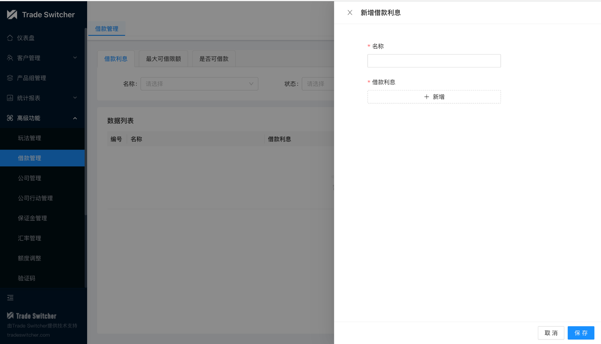 Trade Switcher
仪表盘
客户管理
产品组管理
统计报表
高级功能
玩法管理
借款管理
公司管理
公司行动管理
保证金管理
汇率管理
额度调整
验证码
Trade Switcher
由Trade Switcher提供技术支持
tradeswitcher.com
借款管理
借款利息
最大可借限额
是否可借款
名称：
请选择
状态：
请选择
数据列表
编号
名称
借款利息
新增借款利息
* 名称
* 借款利息
+ 新增
取 消
保 存